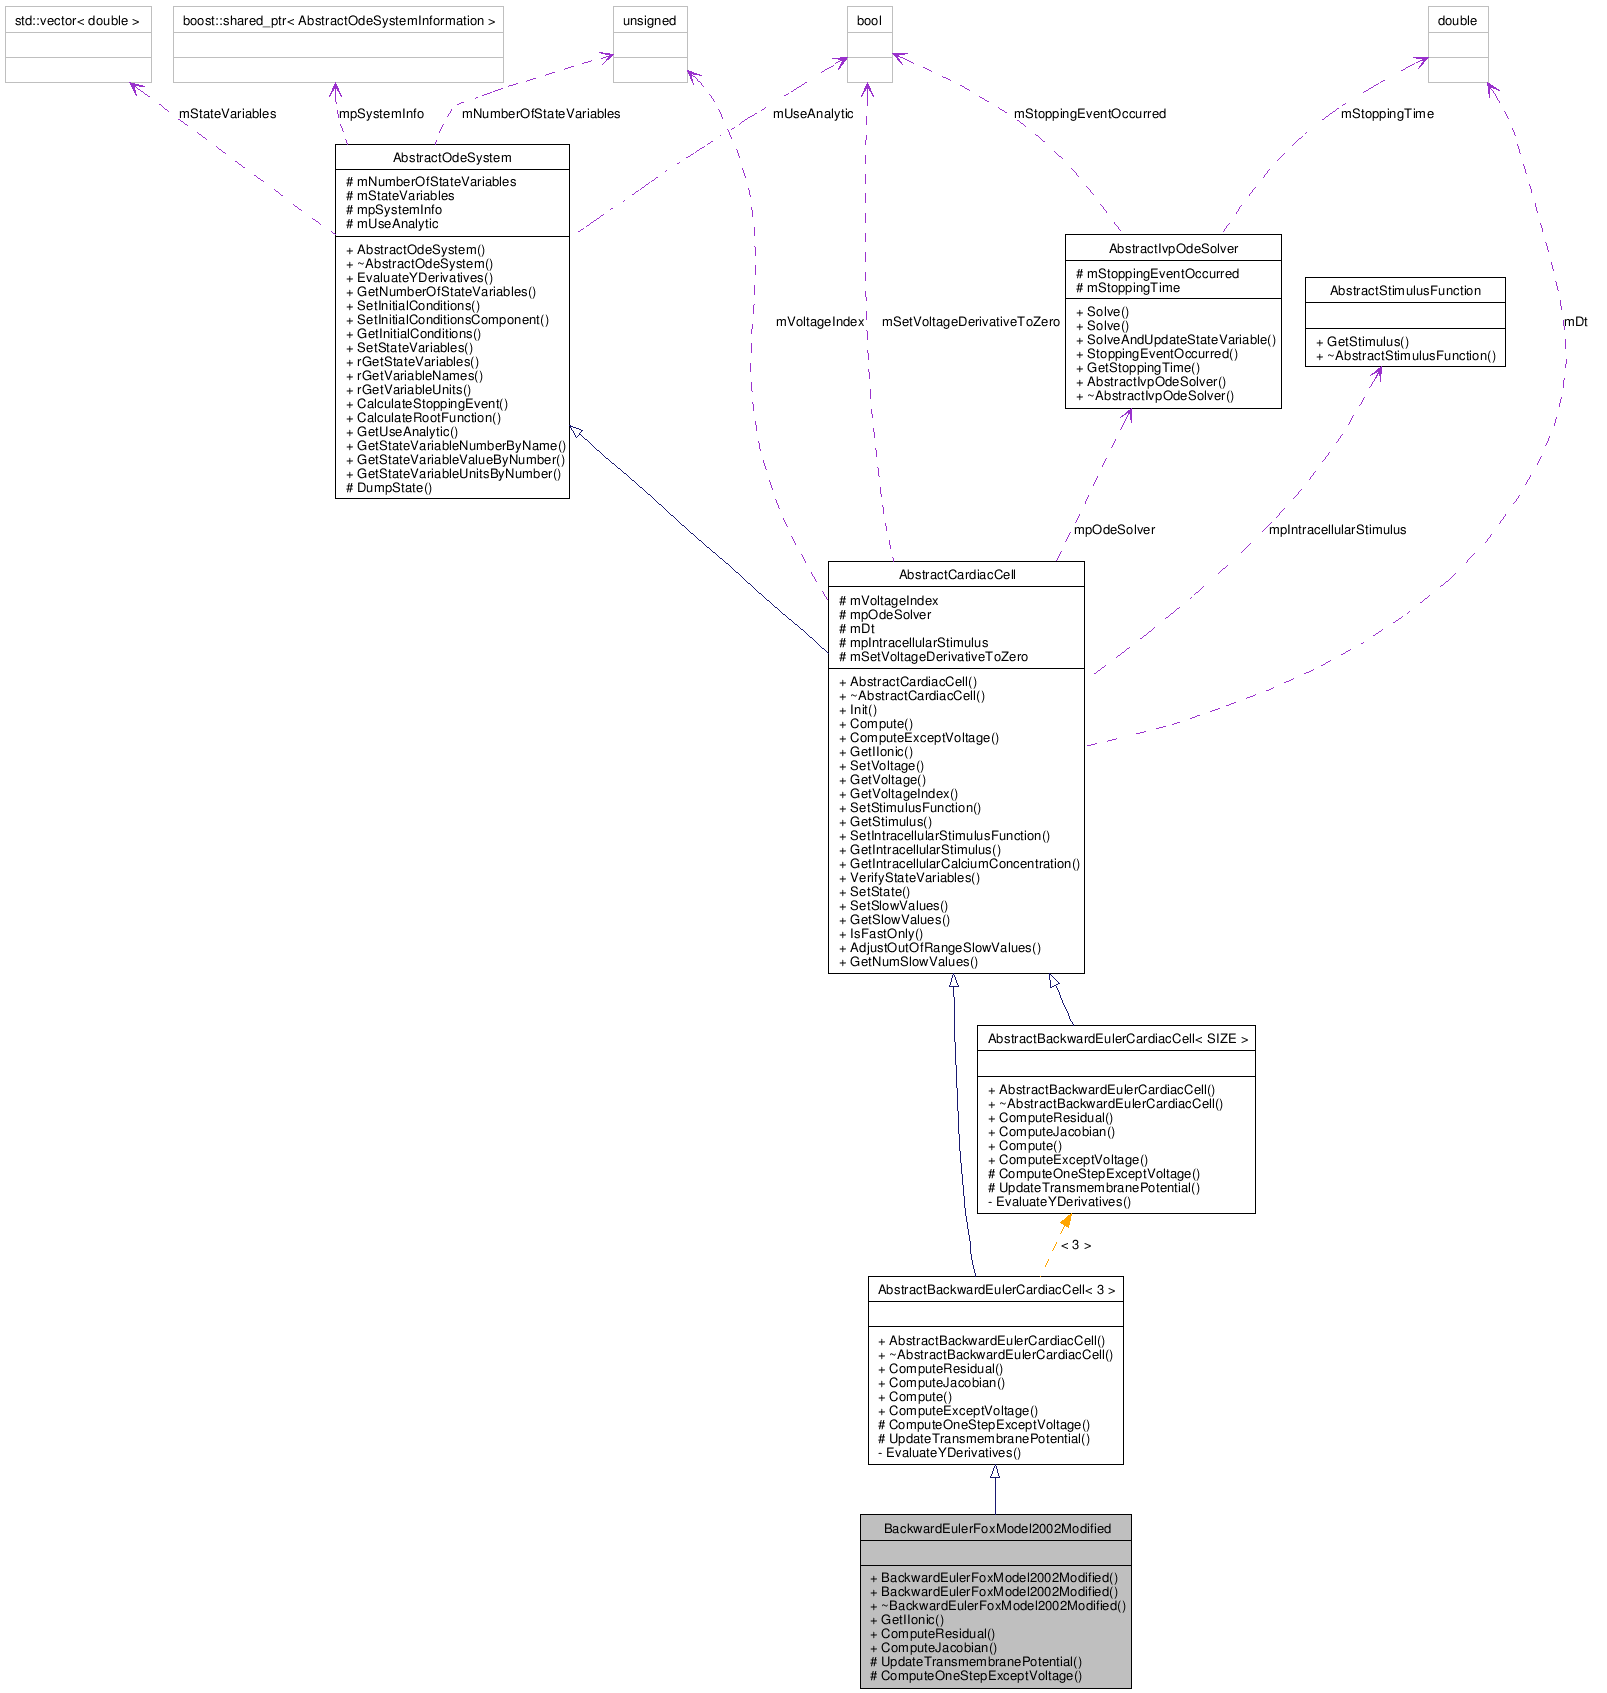 std::vector< double >
boost::shared_ptr< AbstractOdeSystemInformation >
unsigned
bool
double
mStateVariables
mpSystemInfo
mNumberOfStateVariables
mUseAnalytic
mStoppingEventOccurred
mStoppingTime
AbstractOdeSystem
# mNumberOfStateVariables
# mStateVariables
# mpSystemInfo
# mUseAnalytic
+ AbstractOdeSystem()
+ ~AbstractOdeSystem()
+ EvaluateYDerivatives()
+ GetNumberOfStateVariables()
+ SetInitialConditions()
+ SetInitialConditionsComponent()
+ GetInitialConditions()
+ SetStateVariables()
+ rGetStateVariables()
+ rGetVariableNames()
+ rGetVariableUnits()
+ CalculateStoppingEvent()
+ CalculateRootFunction()
+ GetUseAnalytic()
+ GetStateVariableNumberByName()
+ GetStateVariableValueByNumber()
+ GetStateVariableUnitsByNumber()
# DumpState()
AbstractIvpOdeSolver
# mStoppingEventOccurred
# mStoppingTime
+ Solve()
+ Solve()
+ SolveAndUpdateStateVariable()
+ StoppingEventOccurred()
+ GetStoppingTime()
+ AbstractIvpOdeSolver()
+ ~AbstractIvpOdeSolver()
AbstractStimulusFunction
+ GetStimulus()
+ ~AbstractStimulusFunction()
mVoltageIndex
mSetVoltageDerivativeToZero
mDt
mpOdeSolver
mpIntracellularStimulus
AbstractCardiacCell
# mVoltageIndex
# mpOdeSolver
# mDt
# mpIntracellularStimulus
# mSetVoltageDerivativeToZero
+ AbstractCardiacCell()
+ ~AbstractCardiacCell()
+ Init()
+ Compute()
+ ComputeExceptVoltage()
+ GetIIonic()
+ SetVoltage()
+ GetVoltage()
+ GetVoltageIndex()
+ SetStimulusFunction()
+ GetStimulus()
+ SetIntracellularStimulusFunction()
+ GetIntracellularStimulus()
+ GetIntracellularCalciumConcentration()
+ VerifyStateVariables()
+ SetState()
+ SetSlowValues()
+ GetSlowValues()
+ IsFastOnly()
+ AdjustOutOfRangeSlowValues()
+ GetNumSlowValues()
AbstractBackwardEulerCardiacCell< SIZE >
+ AbstractBackwardEulerCardiacCell()
+ ~AbstractBackwardEulerCardiacCell()
+ ComputeResidual()
+ ComputeJacobian()
+ Compute()
+ ComputeExceptVoltage()
# ComputeOneStepExceptVoltage()
# UpdateTransmembranePotential()
- EvaluateYDerivatives()
< 3 >
AbstractBackwardEulerCardiacCell< 3 >
+ AbstractBackwardEulerCardiacCell()
+ ~AbstractBackwardEulerCardiacCell()
+ ComputeResidual()
+ ComputeJacobian()
+ Compute()
+ ComputeExceptVoltage()
# ComputeOneStepExceptVoltage()
# UpdateTransmembranePotential()
- EvaluateYDerivatives()
BackwardEulerFoxModel2002Modified
+ BackwardEulerFoxModel2002Modified()
+ BackwardEulerFoxModel2002Modified()
+ ~BackwardEulerFoxModel2002Modified()
+ GetIIonic()
+ ComputeResidual()
+ ComputeJacobian()
# UpdateTransmembranePotential()
# ComputeOneStepExceptVoltage()